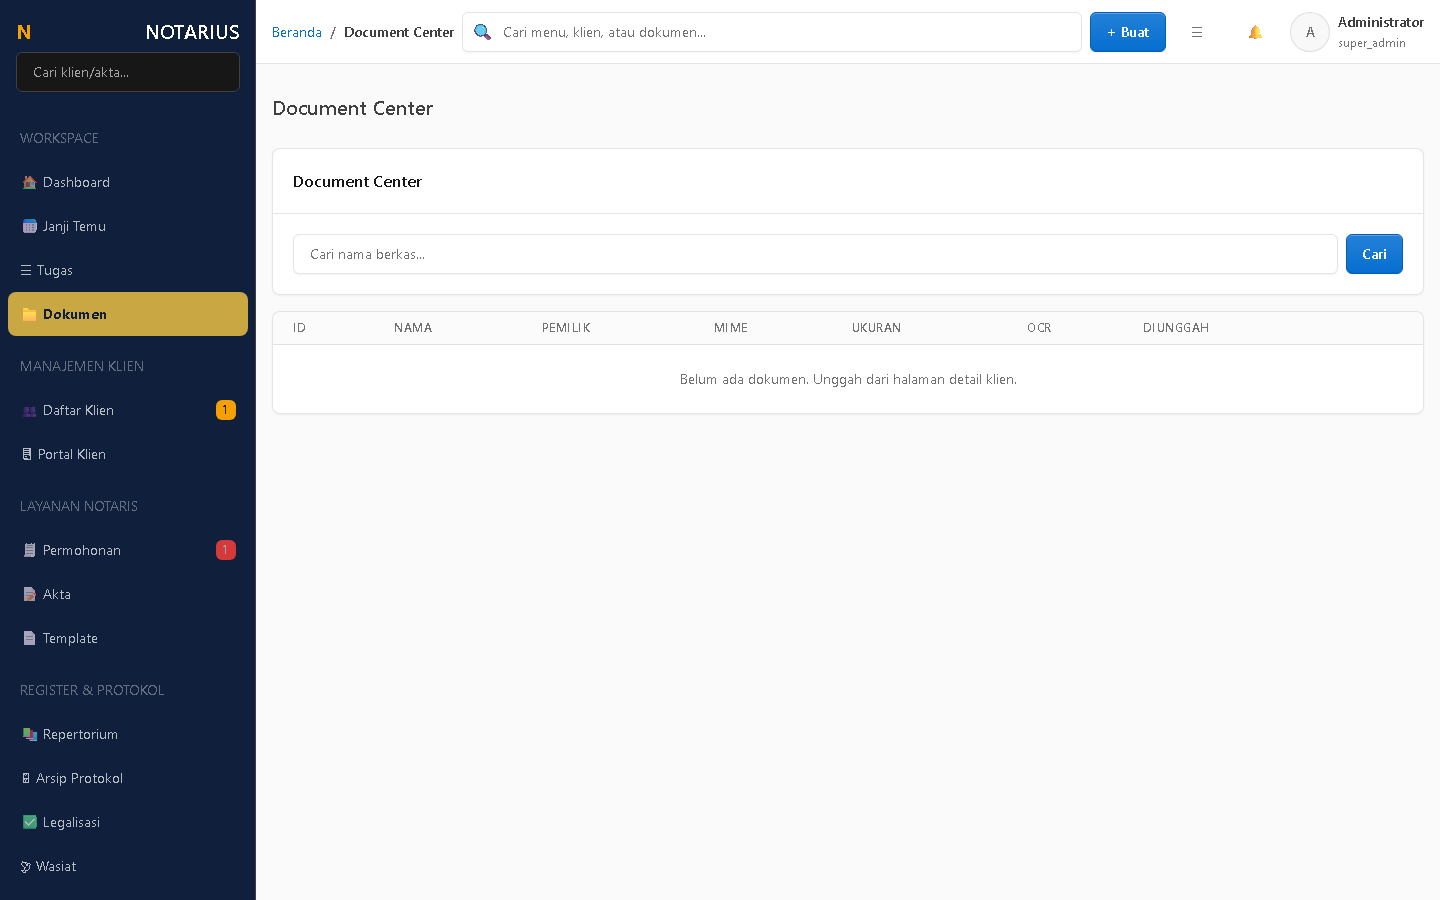 N NOTARIUS
Cari klien/akta...
WORKSPACE
Dashboard
Janji Temu
Tugas
Dokumen
MANAJEMEN KLIEN
Daftar Klien 1
Portal Klien
LAYANAN NOTARIS
Permohonan 1
Akta
Template
REGISTER & PROTOKOL
Repertorium
Arsip Protokol
Legalisasi
Wasiat
Beranda / Document Center
Cari menu, klien, atau dokumen...
+ Buat
A
Administrator
super_admin
Document Center
Document Center
Cari nama berkas...
Cari
ID NAMA PEMILIK MIME UKURAN OCR DIUNGGAH
Belum ada dokumen. Unggah dari halaman detail klien.